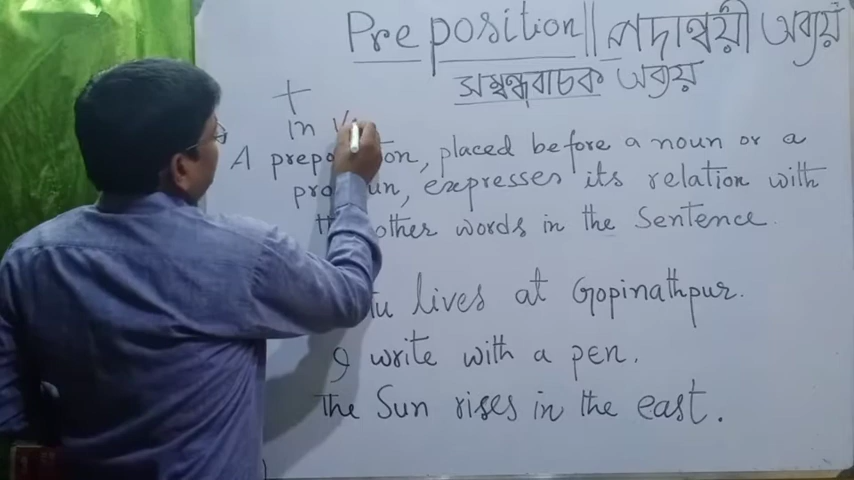 Preposition || পদান্বয়ী অব্যয়
সম্বন্ধবাচক অব্যয়
+
in
A prepo on, placed before a noun or a
pro un, expresses its relation with
other words in the Sentence.
tu lives at Gopinathpur.
I write with a pen.
The Sun rises in the east.